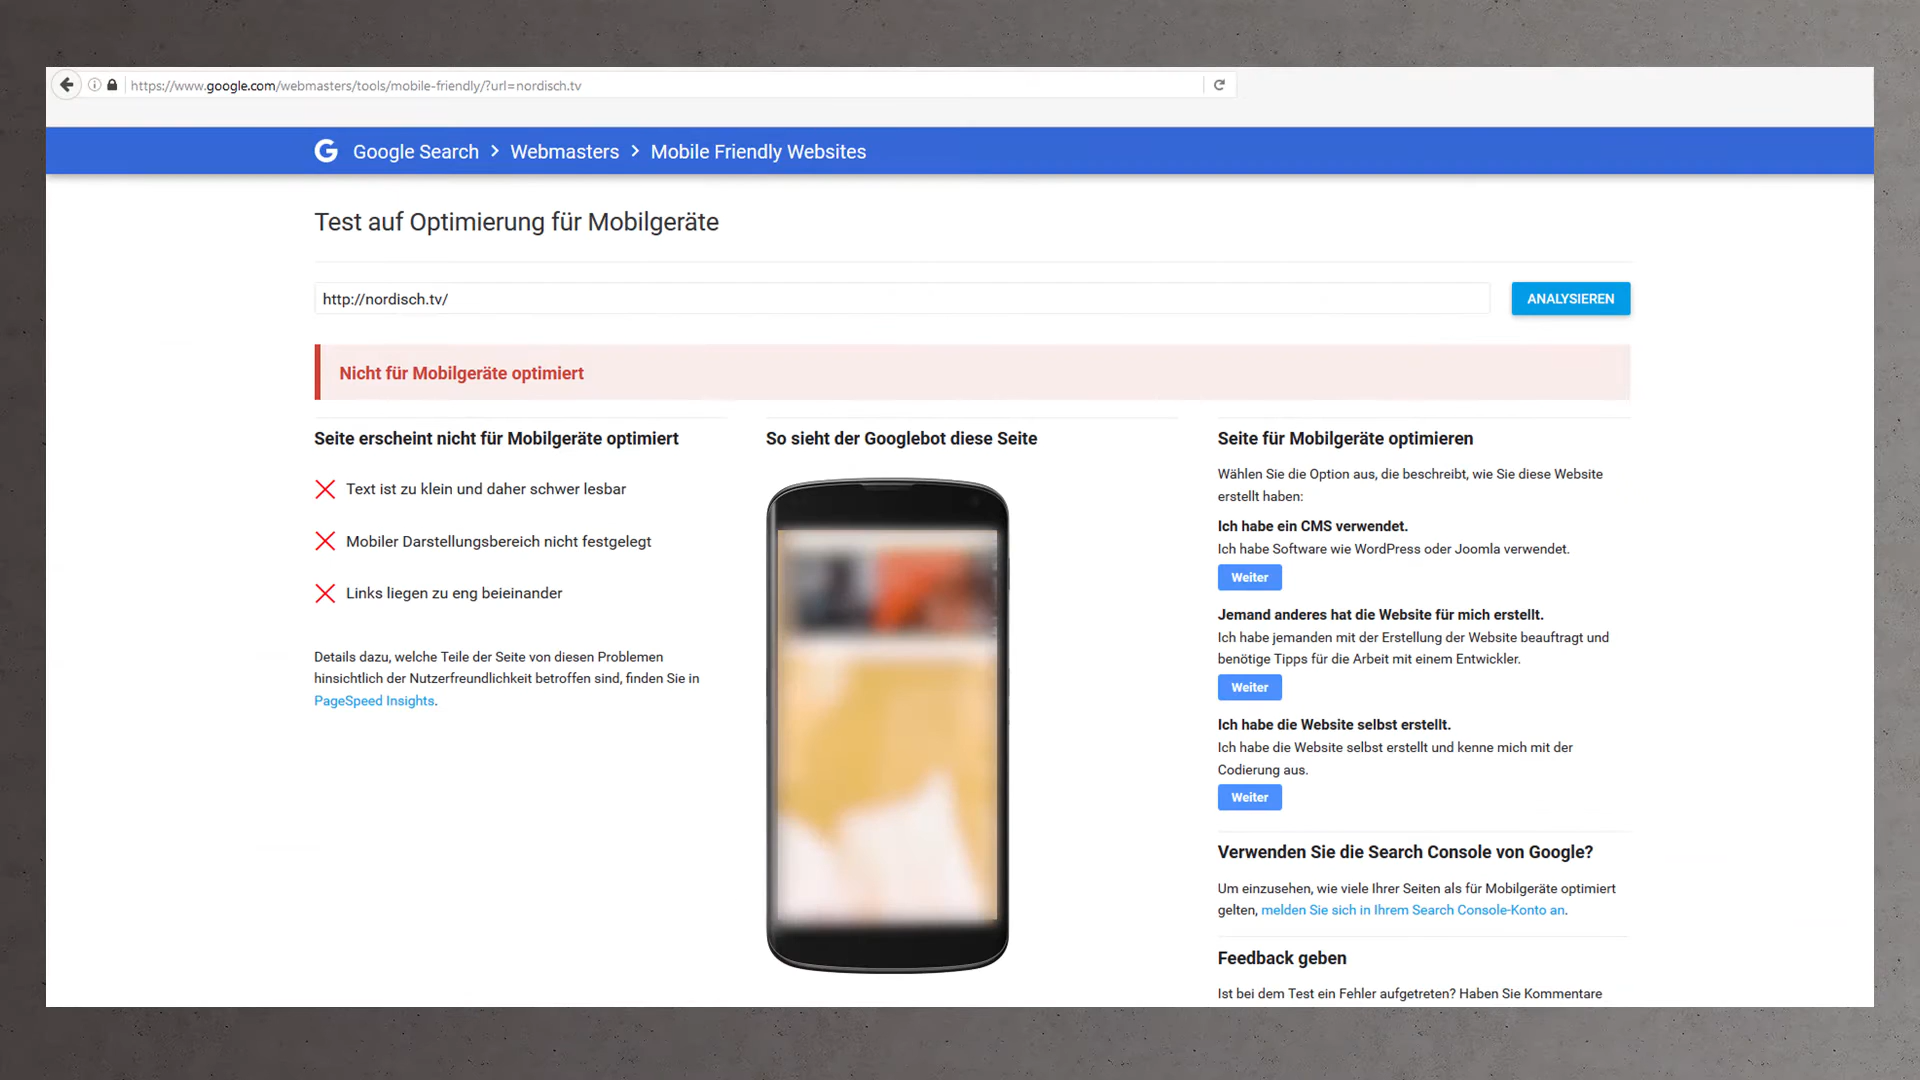 https://www.google.com/webmasters/tools/mobile-friendly/?url=nordisch.tv
Google Search > Webmasters > Mobile Friendly Websites
Test auf Optimierung für Mobilgeräte
http://nordisch.tv/
ANALYSIEREN
Nicht für Mobilgeräte optimiert
Seite erscheint nicht für Mobilgeräte optimiert
Text ist zu klein und daher schwer lesbar
Mobiler Darstellungsbereich nicht festgelegt
Links liegen zu eng beieinander
Details dazu, welche Teile der Seite von diesen Problemen
hinsichtlich der Nutzerfreundlichkeit betroffen sind, finden Sie in
PageSpeed Insights.
So sieht der Googlebot diese Seite
Seite für Mobilgeräte optimieren
Wählen Sie die Option aus, die beschreibt, wie Sie diese Website
erstellt haben:
Ich habe ein CMS verwendet.
Ich habe Software wie WordPress oder Joomla verwendet.
Weiter
Jemand anderes hat die Website für mich erstellt.
Ich habe jemanden mit der Erstellung der Website beauftragt und
benötige Tipps für die Arbeit mit einem Entwickler.
Weiter
Ich habe die Website selbst erstellt.
Ich habe die Website selbst erstellt und kenne mich mit der
Codierung aus.
Weiter
Verwenden Sie die Search Console von Google?
Um einzusehen, wie viele Ihrer Seiten als für Mobilgeräte optimiert
gelten, melden Sie sich in Ihrem Search Console-Konto an.
Feedback geben
Ist bei dem Test ein Fehler aufgetreten? Haben Sie Kommentare